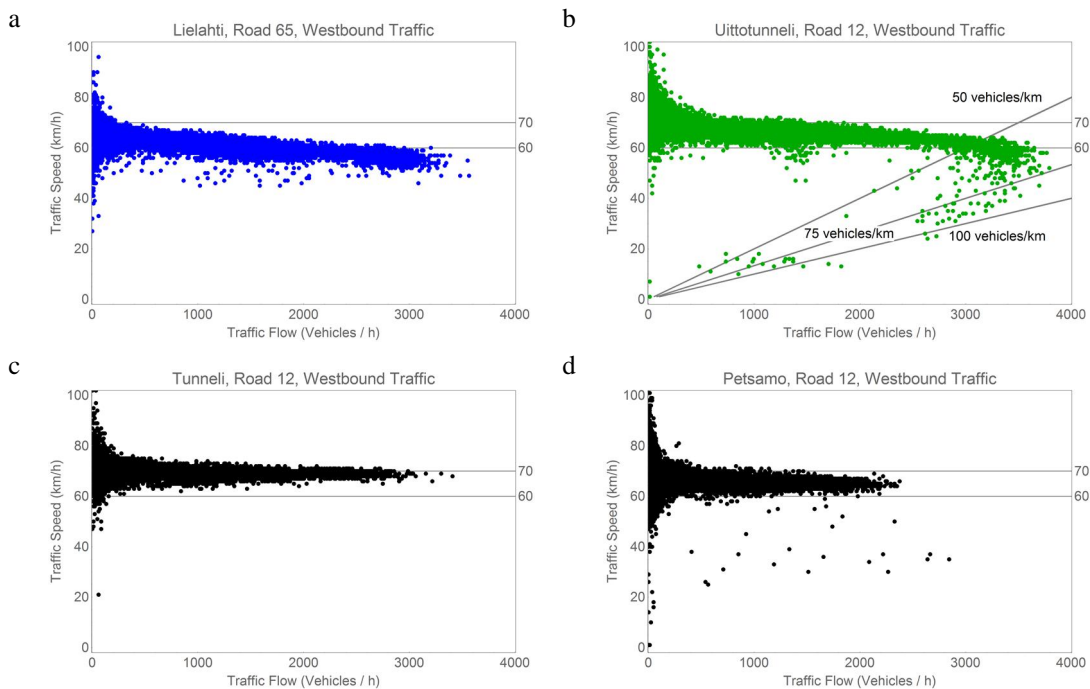 a
Lielahti, Road 65, Westbound Traffic
100
80
60
40
20
0
70
60
Traffic Speed (km/h)
0 1000 2000 3000 4000
Traffic Flow (Vehicles / h)
b
Uittotunneli, Road 12, Westbound Traffic
100
80
60
40
20
0
70
60
50 vehicles/km
75 vehicles/km
100 vehicles/km
Traffic Speed (km/h)
0 1000 2000 3000 4000
Traffic Flow (Vehicles / h)
c
Tunneli, Road 12, Westbound Traffic
100
80
60
40
20
0
70
60
Traffic Speed (km/h)
0 1000 2000 3000 4000
Traffic Flow (Vehicles / h)
d
Petsamo, Road 12, Westbound Traffic
100
80
60
40
20
0
70
60
Traffic Speed (km/h)
0 1000 2000 3000 4000
Traffic Flow (Vehicles / h)